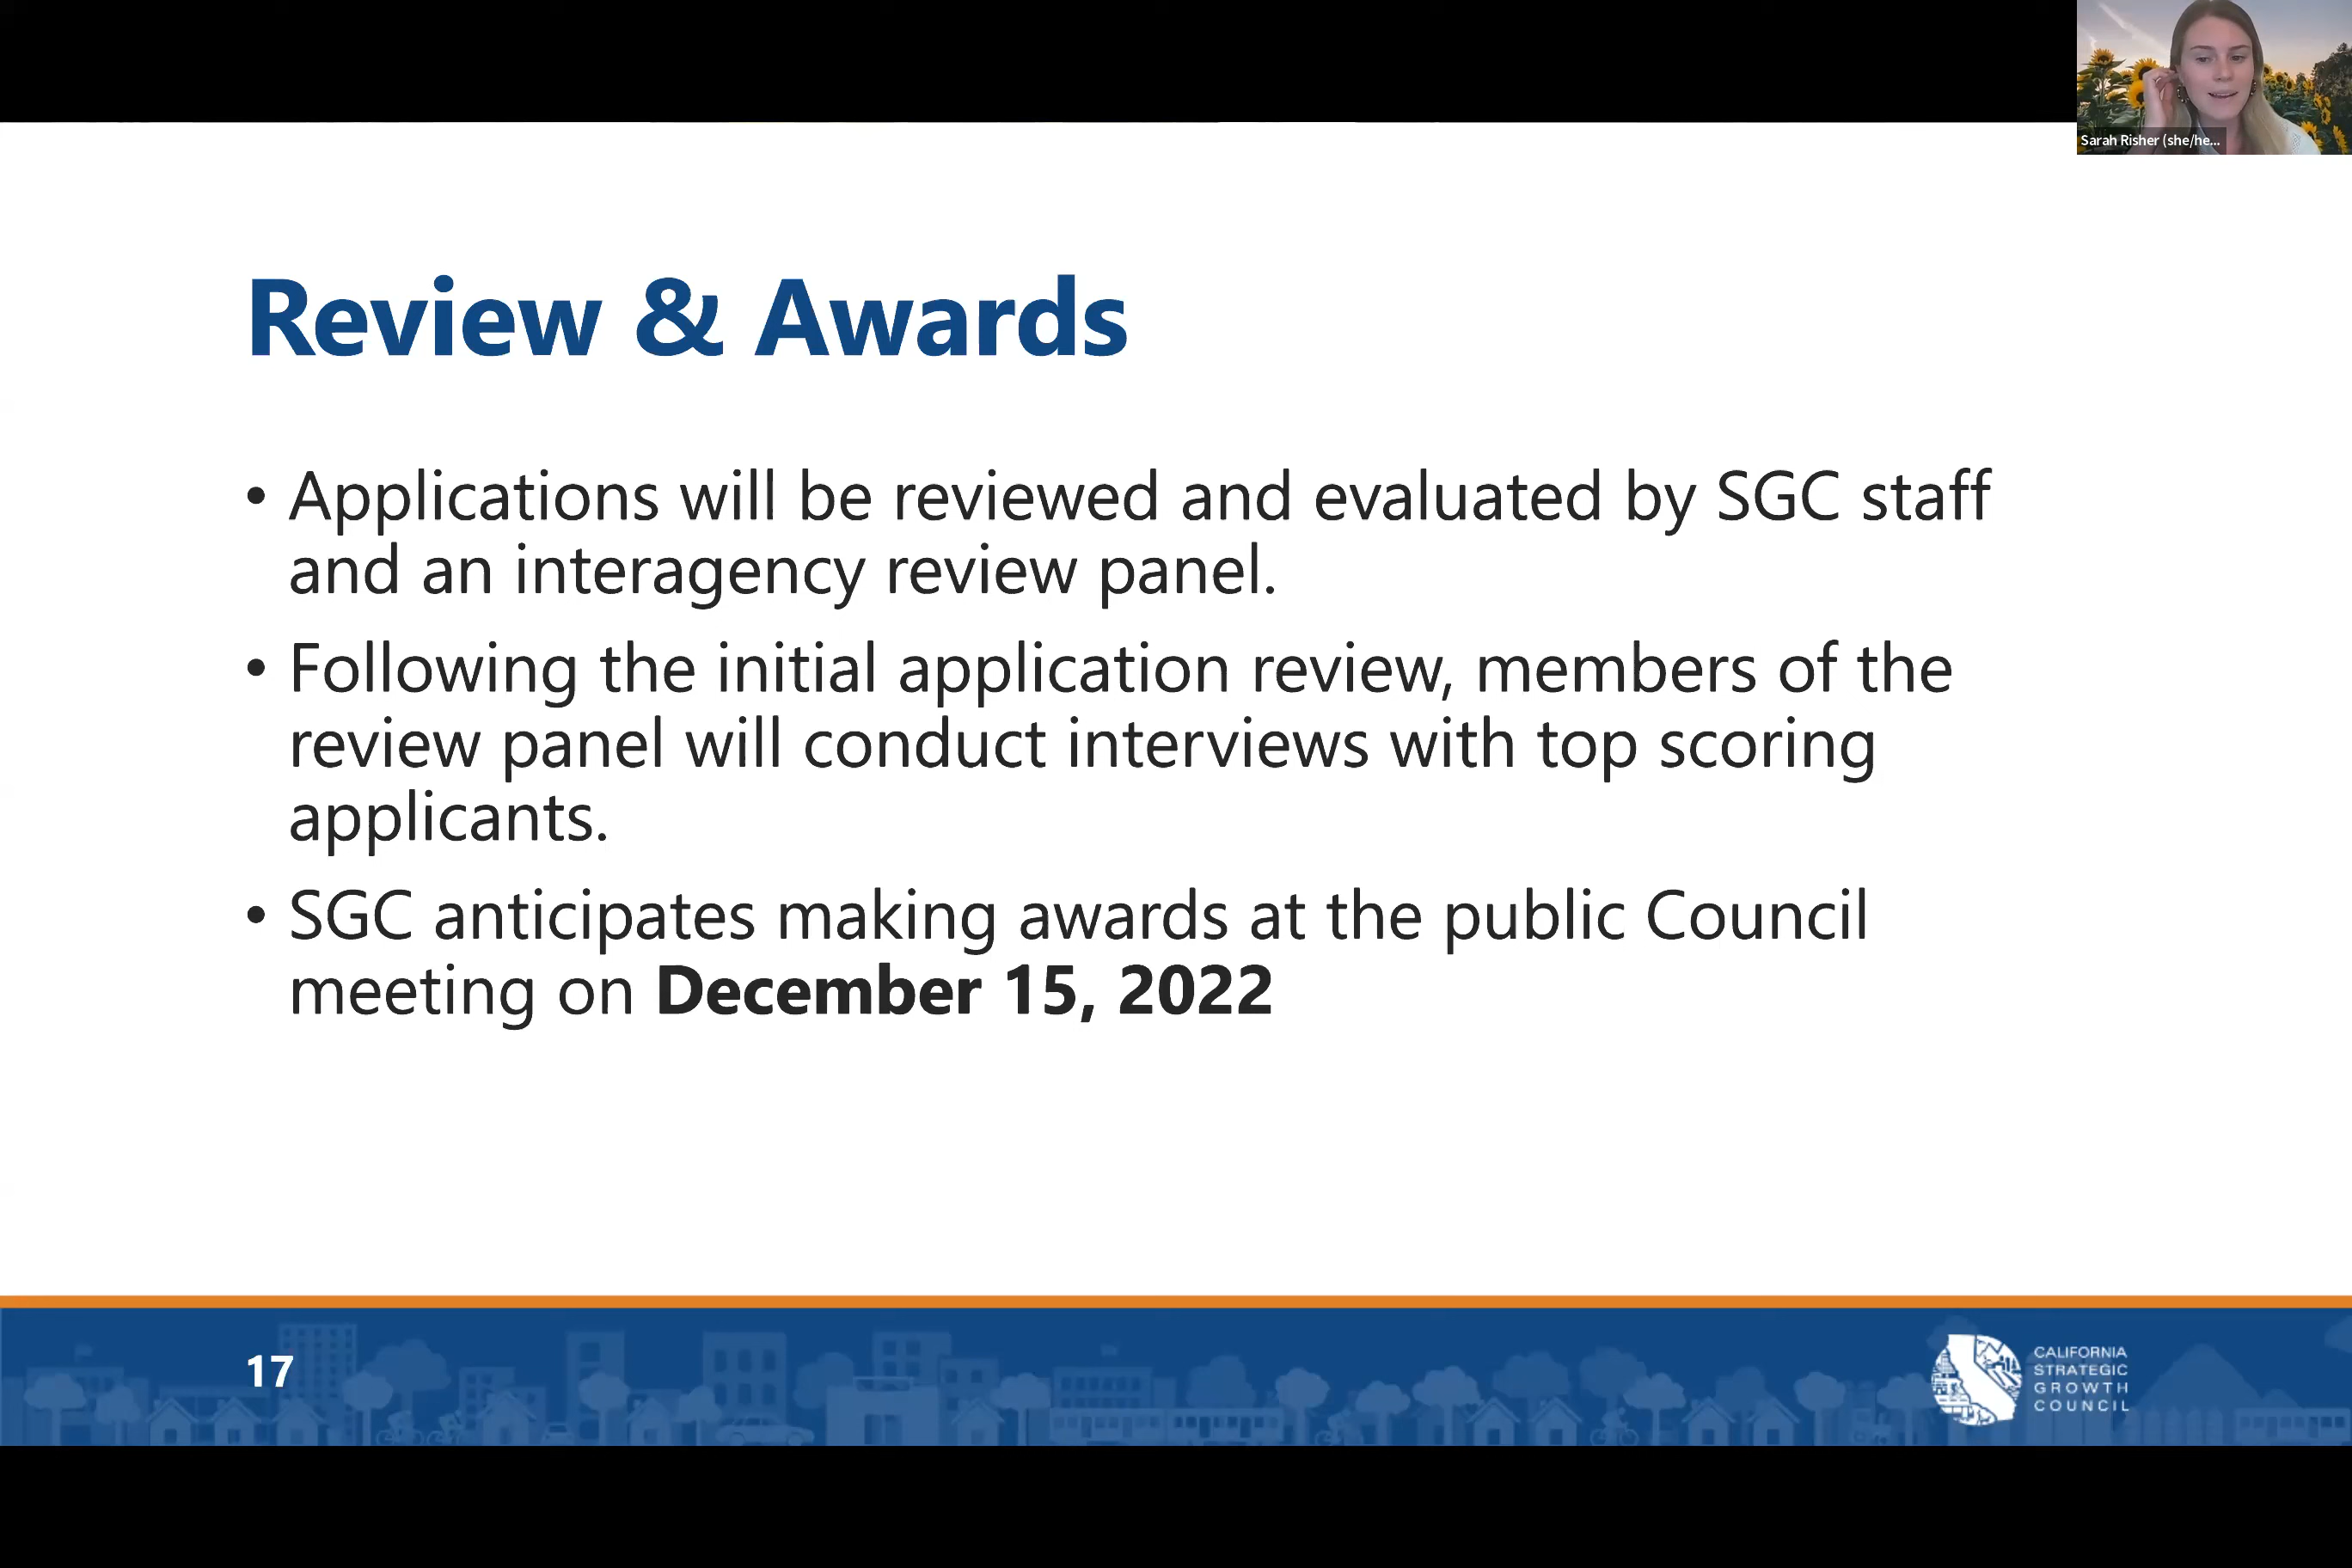 Sarah Risher (she/he...
Review & Awards
• Applications will be reviewed and evaluated by SGC staff
and an interagency review panel.
• Following the initial application review, members of the
review panel will conduct interviews with top scoring
applicants.
• SGC anticipates making awards at the public Council
meeting on December 15, 2022
17
CALIFORNIA
STRATEGIC
GROWTH
COUNCIL